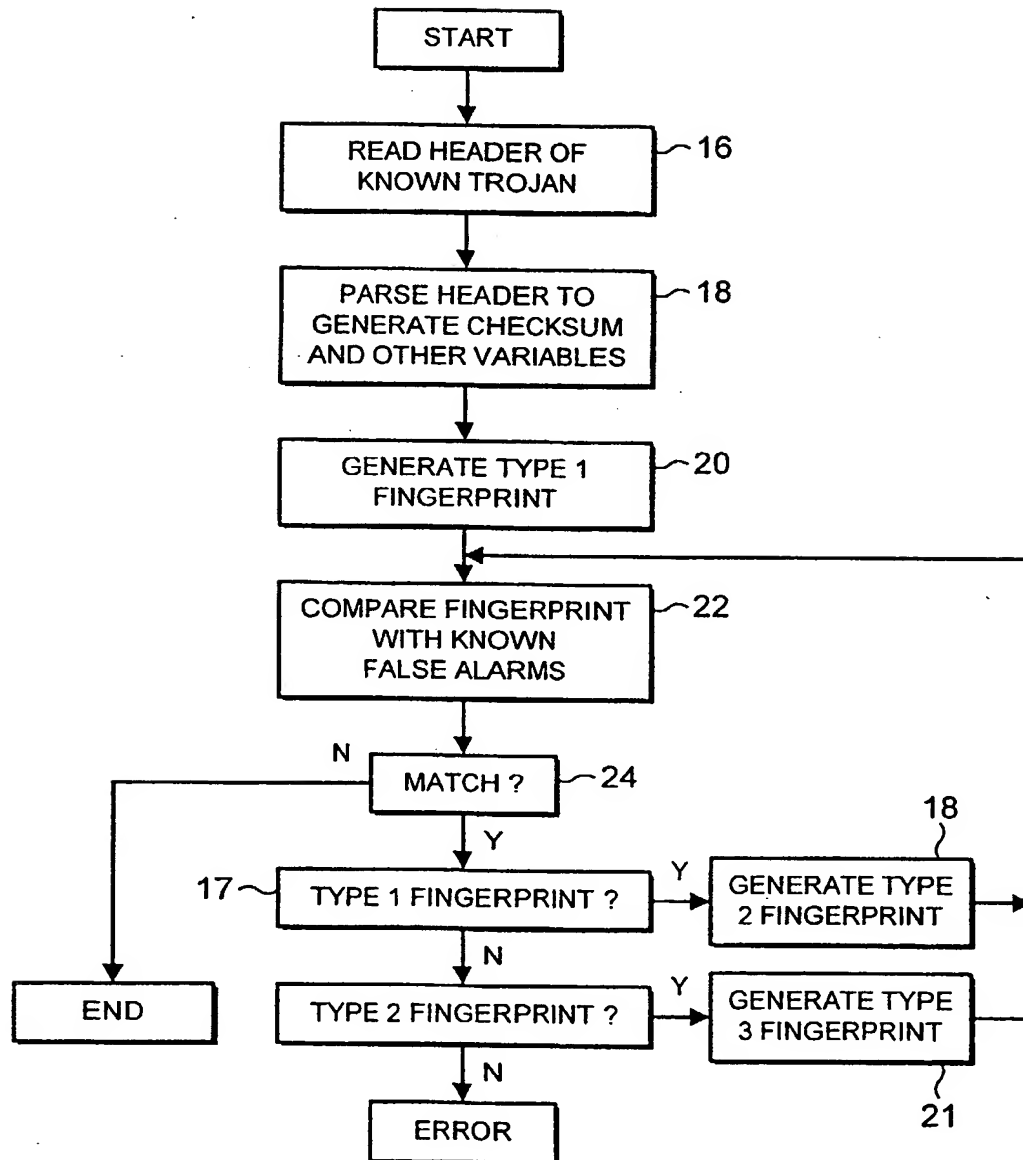 START
READ HEADER OF
KNOWN TROJAN
16
PARSE HEADER TO
GENERATE CHECKSUM
AND OTHER VARIABLES
18
GENERATE TYPE 1
FINGERPRINT
20
COMPARE FINGERPRINT
WITH KNOWN
FALSE ALARMS
22
N
MATCH ?
24
Y
17
TYPE 1 FINGERPRINT ?
Y
18
GENERATE TYPE
2 FINGERPRINT
N
END
TYPE 2 FINGERPRINT ?
Y
GENERATE TYPE
3 FINGERPRINT
21
N
ERROR